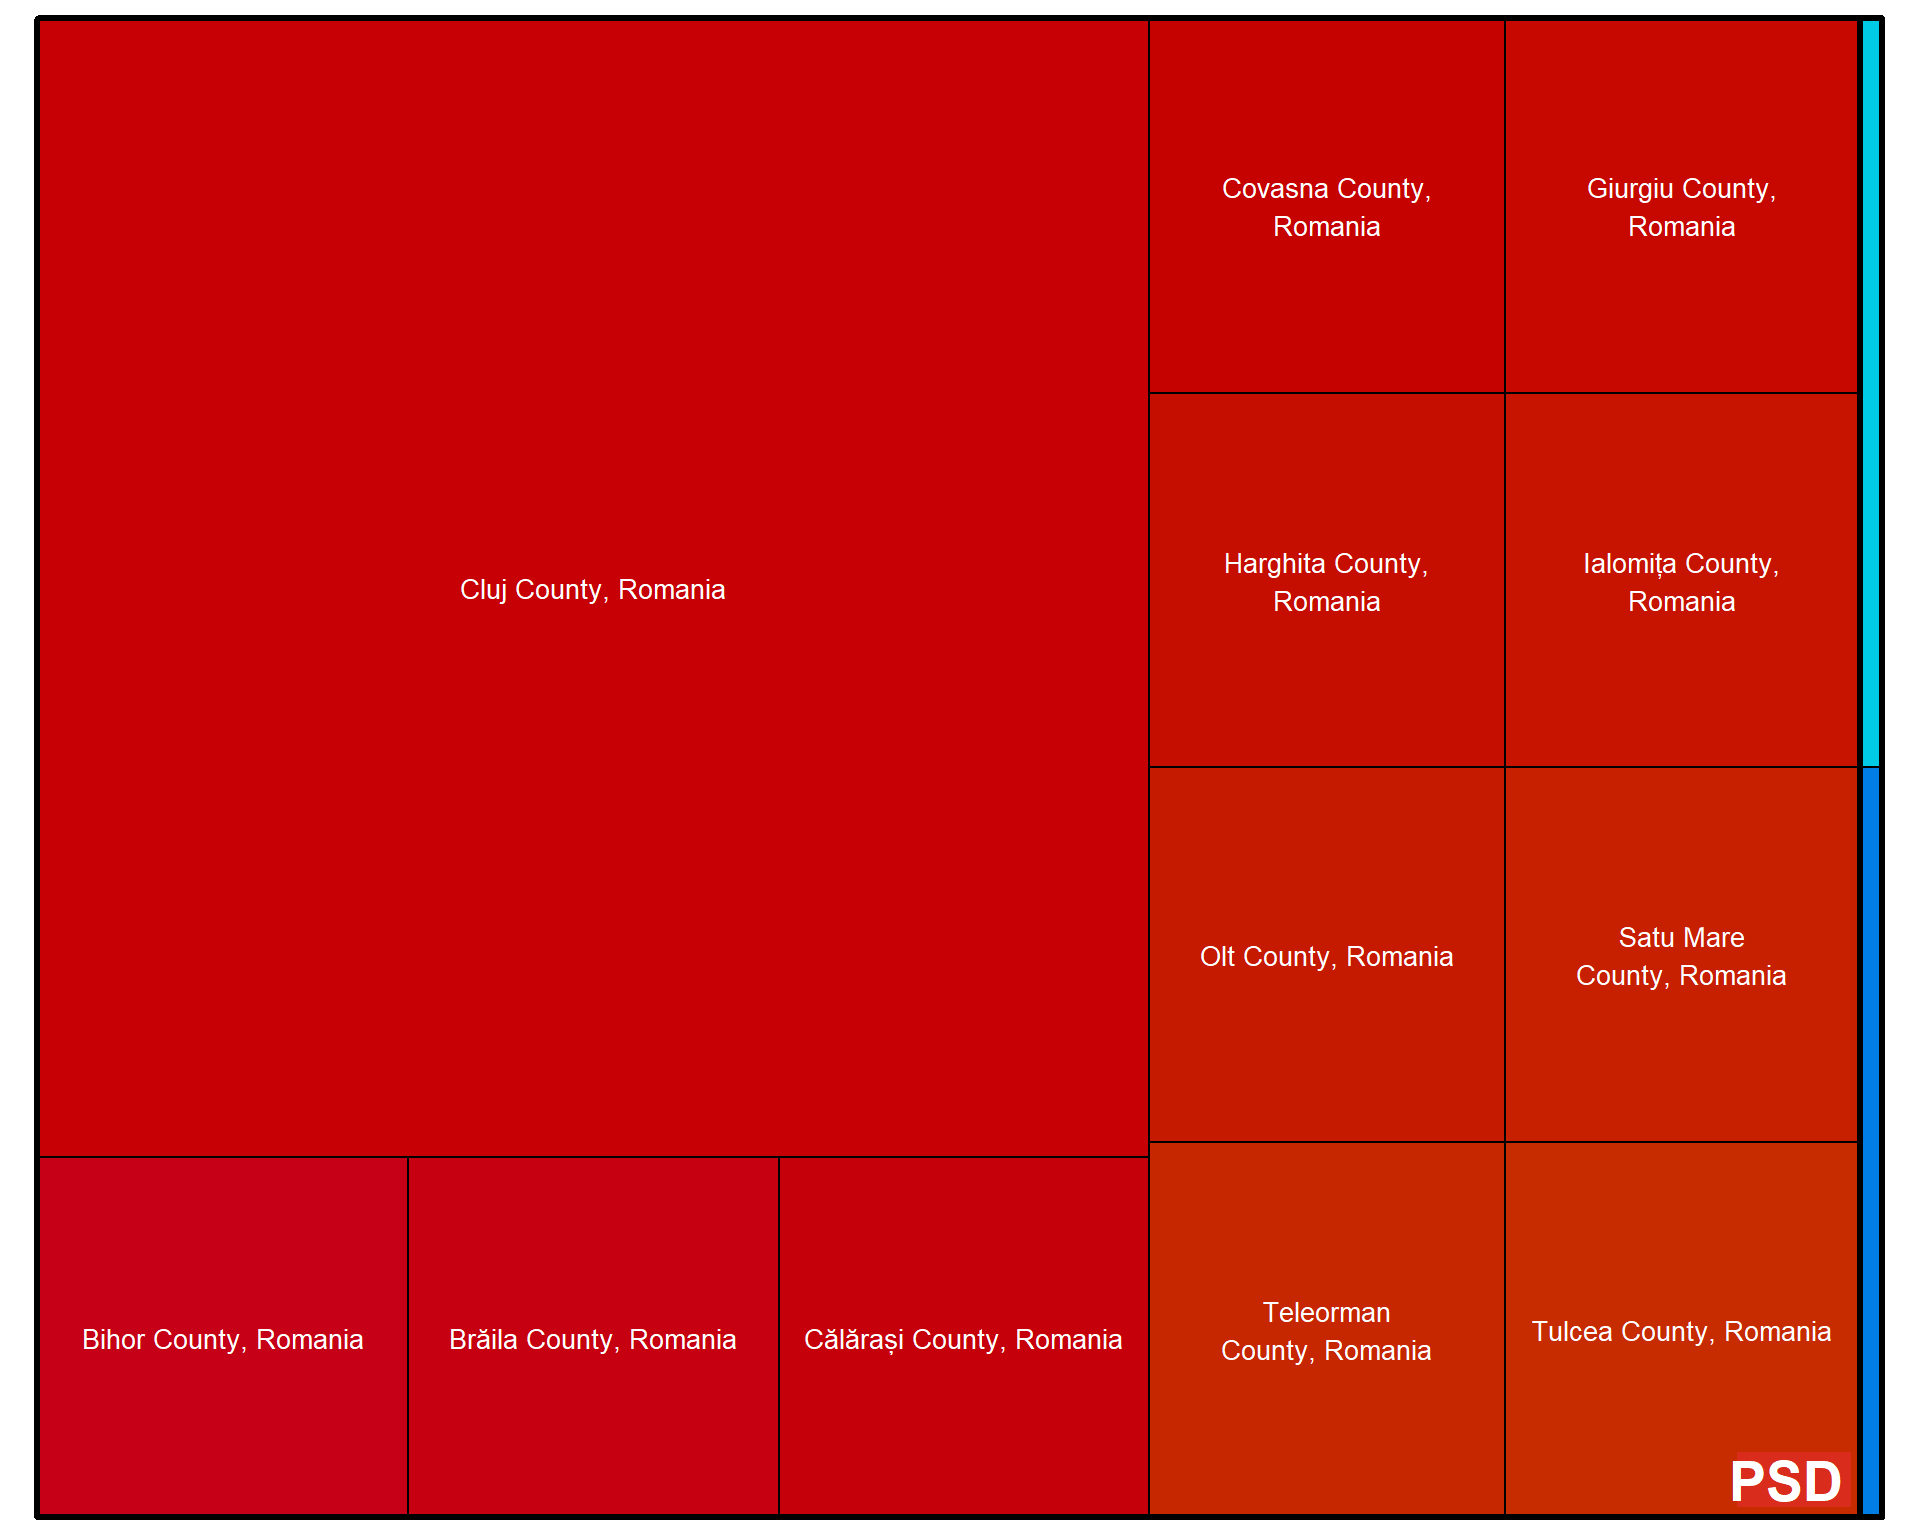 Cluj County, Romania
Covasna County,
Romania
Giurgiu County,
Romania
Harghita County,
Romania
Ialomița County,
Romania
Olt County, Romania
Satu Mare
County, Romania
Bihor County, Romania
Brăila County, Romania
Călărași County, Romania
Teleorman
County, Romania
Tulcea County, Romania
PSD